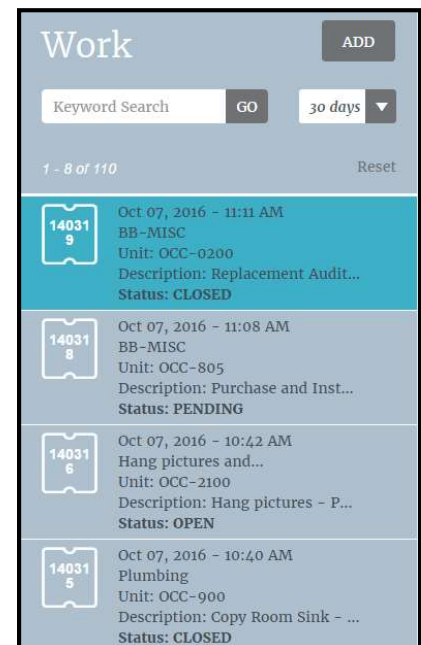 Work
ADD
Keyword Search
GO
30 days
1 - 8 of 110
Reset
14031
9
Oct 07, 2016 - 11:11 AM
BB-MISC
Unit: OCC-0200
Description: Replacement Audit...
Status: CLOSED
14031
8
Oct 07, 2016 - 11:08 AM
BB-MISC
Unit: OCC-805
Description: Purchase and Inst...
Status: PENDING
14031
6
Oct 07, 2016 - 10:42 AM
Hang pictures and...
Unit: OCC-2100
Description: Hang pictures - P...
Status: OPEN
14031
5
Oct 07, 2016 - 10:40 AM
Plumbing
Unit: OCC-900
Description: Copy Room Sink - ...
Status: CLOSED